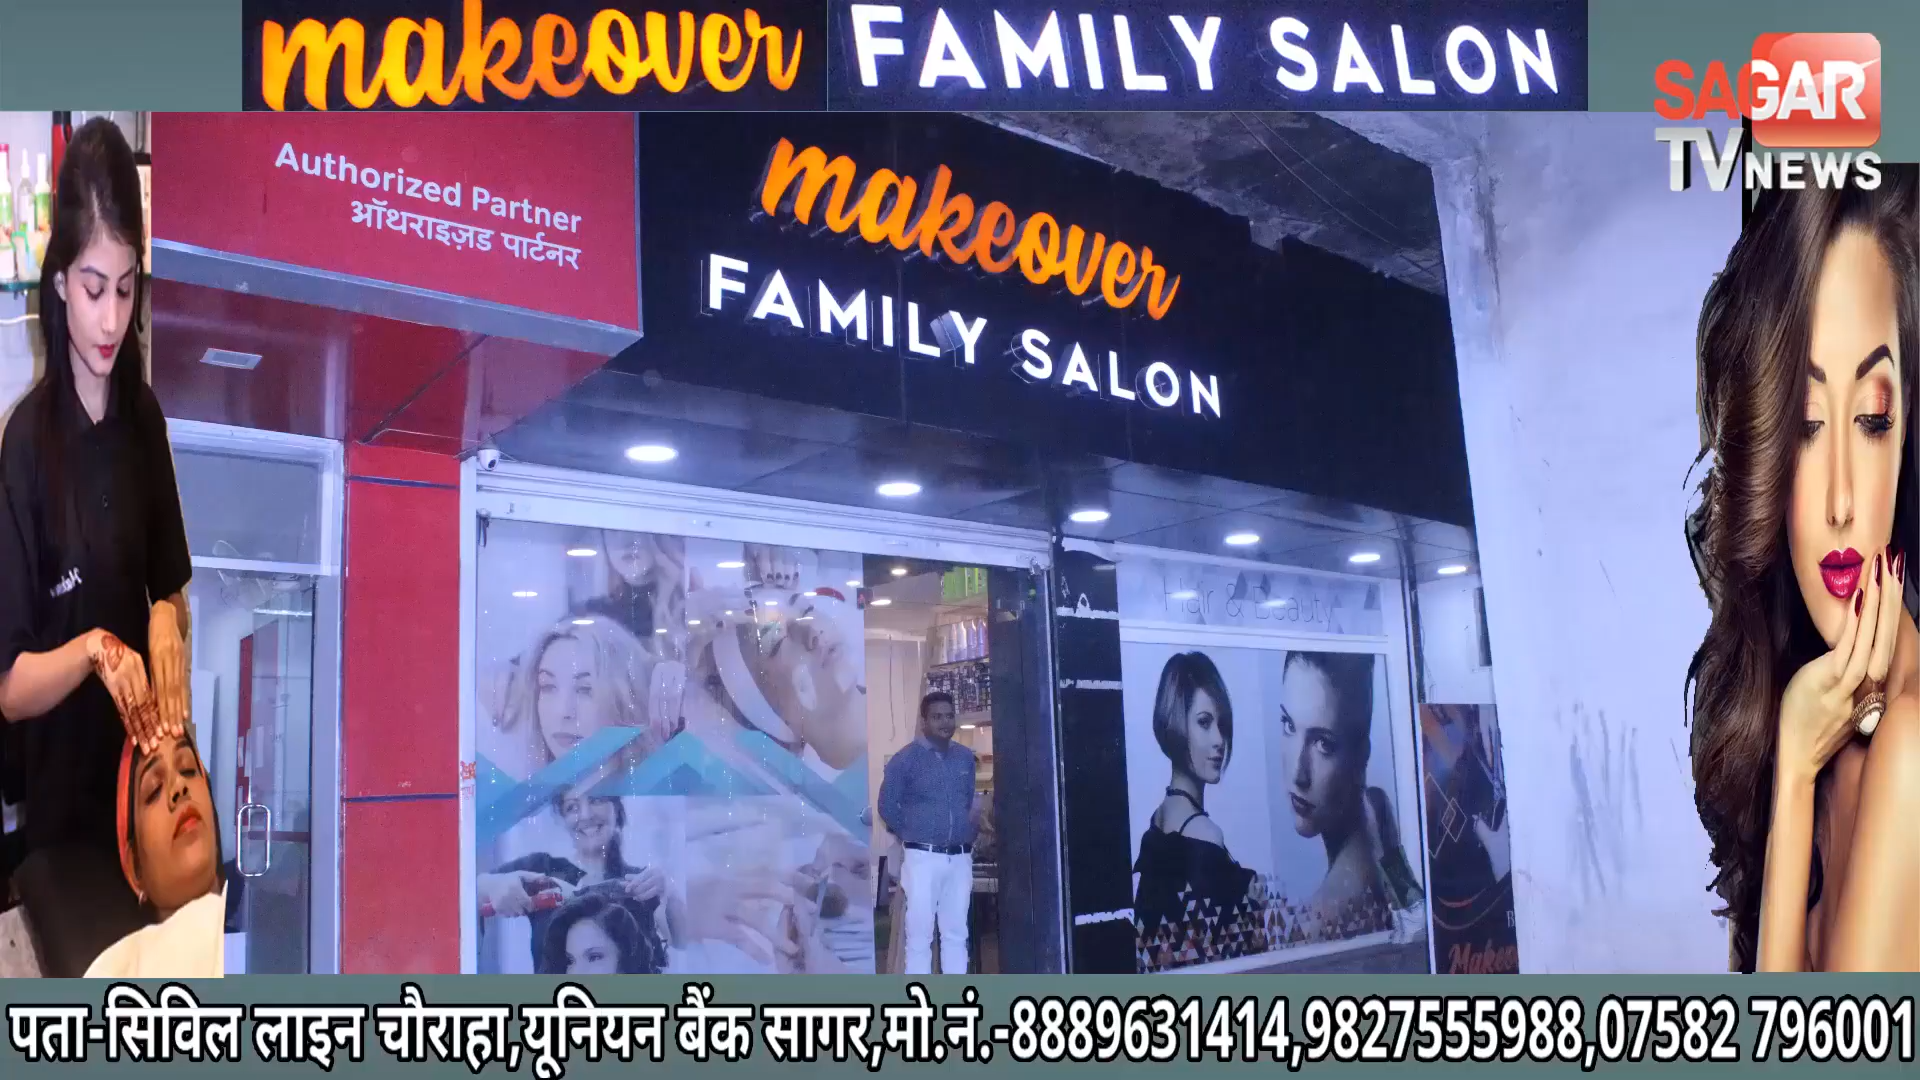 makeover FAMILY SALON
SAGAR
TV NEWS
Authorized Partner
ऑथराइज़्ड पार्टनर
makeover
FAMILY SALON
Hair & Beauty
पता-सिविल लाइन चौराहा,यूनियन बैंक सागर,मो.नं.-8889631414,9827555988,07582 796001